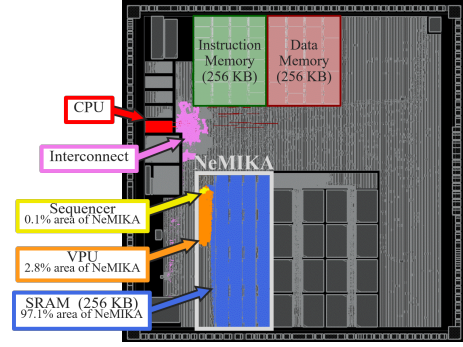 Instruction
Memory
(256 KB)
Data
Memory
(256 KB)
CPU
Interconnect
NeMIKA
Sequencer
0.1% area of NeMIKA
VPU
2.8% area of NeMIKA
SRAM (256 KB)
97.1% area of NeMIKA